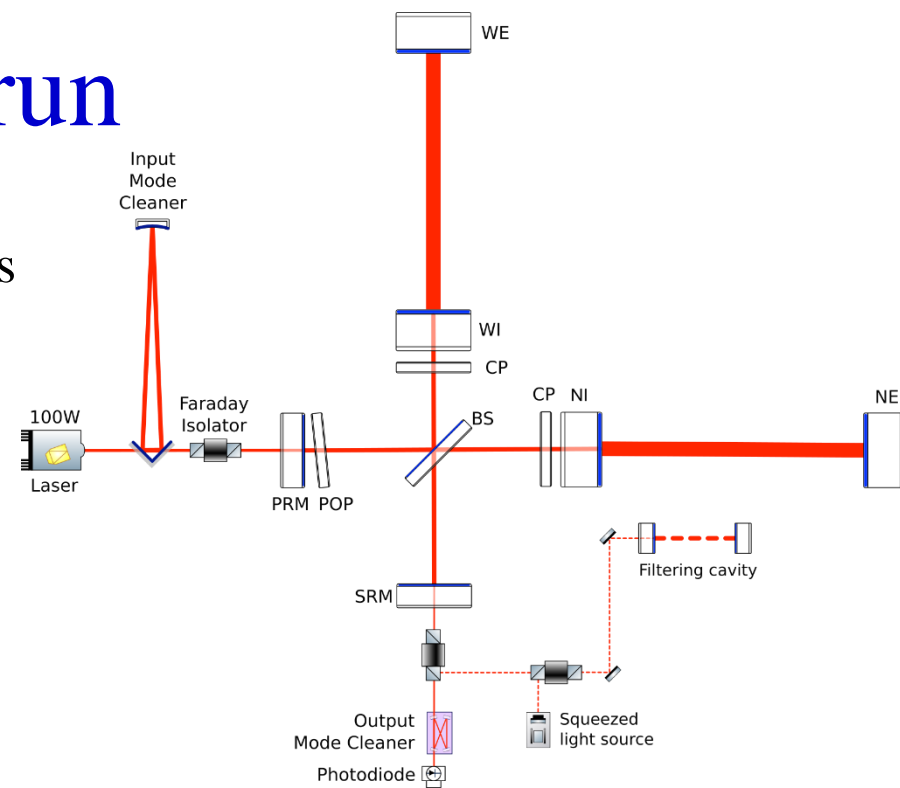 run
s
WE
Input
Mode
Cleaner
WI
CP
100W
Laser
Faraday
Isolator
PRM
POP
BS
CP
NI
NE
SRM
Filtering cavity
Output
Mode Cleaner
Squeezed
light source
Photodiode